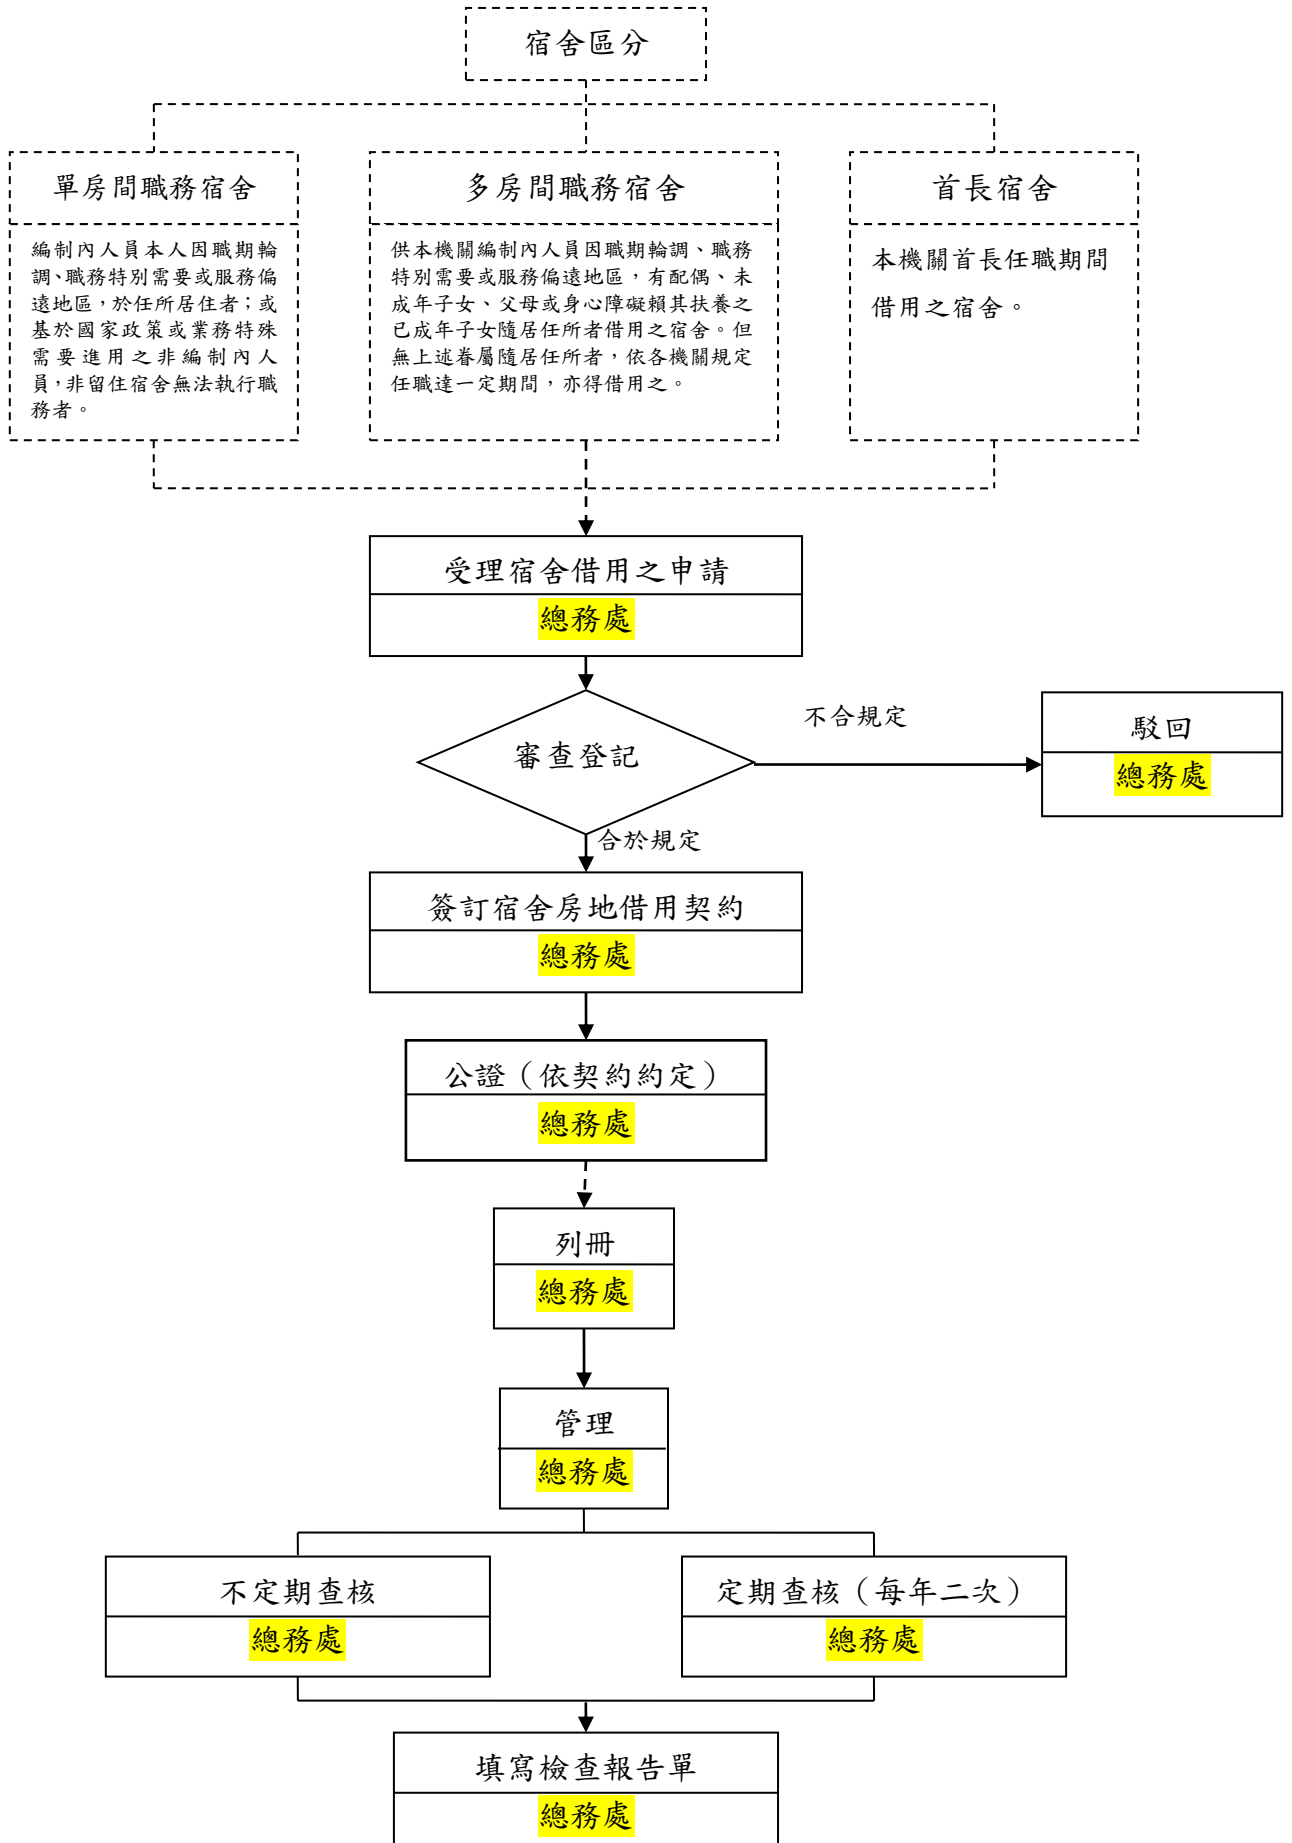 宿舍區分
單房間職務宿舍
編制內人員本人因職期輪
調、職務特別需要或服務偏
遠地區，於任所居住者；或
基於國家政策或業務特殊
需要進用之非編制內人
員，非留住宿舍無法執行職
務者。
多房間職務宿舍
供本機關編制內人員因職期輪調、職務
特別需要或服務偏遠地區，有配偶、未
成年子女、父母或身心障礙賴其扶養之
已成年子女隨居任所者借用之宿舍。但
無上述眷屬隨居任所者，依各機關規定
任職達一定期間，亦得借用之。
首長宿舍
本機關首長任職期間
借用之宿舍。
受理宿舍借用之申請
總務處
審查登記
不合規定
駁回
總務處
合於規定
簽訂宿舍房地借用契約
總務處
公證（依契約約定）
總務處
列冊
總務處
管理
總務處
不定期查核
總務處
定期查核（每年二次）
總務處
填寫檢查報告單
總務處